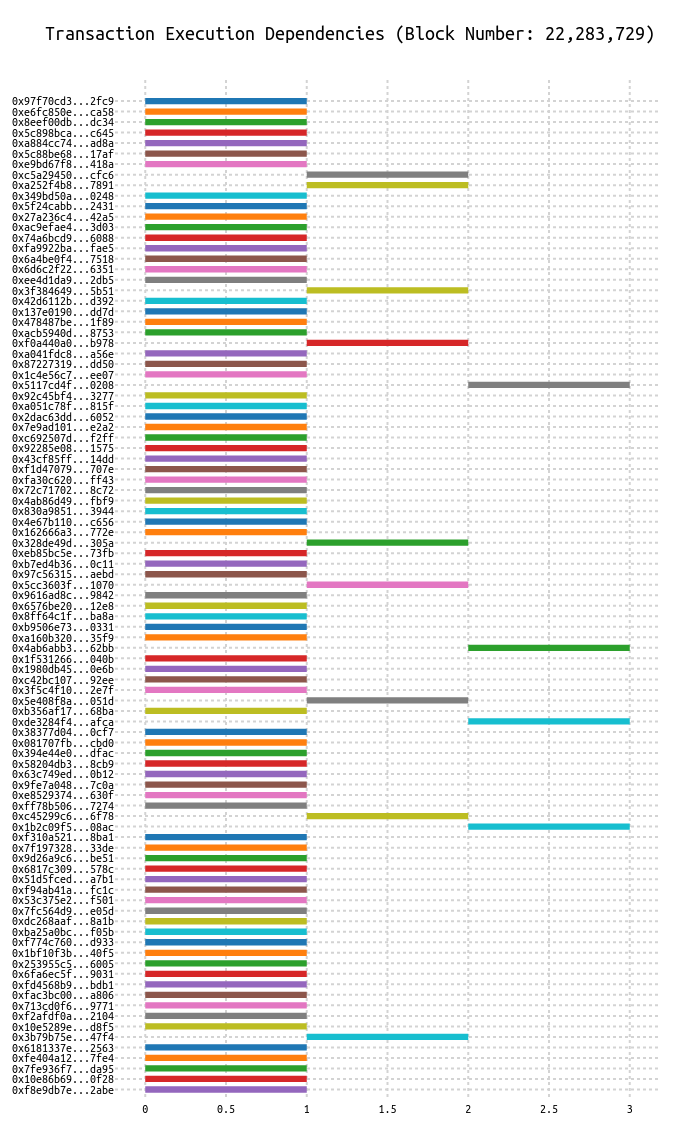 Transaction Execution Dependencies (Block Number: 22,283,729)
0x97f70cd3...2fc9
0xe6fc850e...ca58
0x8eef00db...dc34
0x5c898bca...c645
0xa884cc74...ad8a
0x5c88be68...17af
0xe9bd67f8...418a
0xc5a29450...cfc6
0xa252f4b8...7891
0x349bd50a...0248
0x5f24cabb...2431
0x27a236c4...42a5
0xac9efae4...3d03
0x74a6bcd9...6088
0xfa9922ba...fae5
0x6a4be0f4...7518
0x6d6c2f22...6351
0xee4d1da9...2db5
0x3f384649...5b51
0x42d6112b...d392
0x137e0190...dd7d
0x478487be...1f89
0xacb5940d...8753
0xf0a440a0...b978
0xa041fdc8...a56e
0x87227319...dd50
0x1c4e56c7...ee07
0x5117cd4f...0208
0x92c45bf4...3277
0xa051c78f...815f
0x2dac63dd...6052
0x7e9ad101...e2a2
0xc692507d...f2ff
0x92285e08...1575
0x43cf85ff...14dd
0xf1d47079...707e
0xfa30c620...ff43
0x72c71702...8c72
0x4ab86d49...fbf9
0x830a9851...3944
0x4e67b110...c656
0x162666a3...772e
0x328de49d...305a
0xeb85bc5e...73fb
0xb7ed4b36...0c11
0x97c56315...aebd
0x5cc3603f...1070
0x9616ad8c...9842
0x6576be20...12e8
0x8ff64c1f...ba8a
0xb9506e73...0331
0xa160b320...35f9
0x4ab6abb3...62bb
0x1f531266...040b
0x1980db45...0e6b
0xc42bc107...92ee
0x3f5c4f10...2e7f
0x5e408f8a...051d
0xb356af17...68ba
0xde3284f4...afca
0x38377d04...0cf7
0x081707fb...cbd0
0x394e44e0...dfac
0x58204db3...8cb9
0x63c749ed...0b12
0x9fe7a048...7c0a
0xe8529374...630f
0xff78b506...7274
0xc45299c6...6f78
0x1b2c09f5...08ac
0xf310a521...8ba1
0x7f197328...33de
0x9d26a9c6...be51
0x6817c309...578c
0x51d5fced...a7b1
0xf94ab41a...fc1c
0x53c375e2...f501
0x7fc564d9...e05d
0xdc268aaf...8a1b
0xba25a0bc...f05b
0xf774c760...d933
0x1bf10f3b...40f5
0x253955c5...6005
0x6fa6ec5f...9031
0xfd4568b9...bdb1
0xfac3bc00...a806
0x713cd0f6...9771
0xf2afdf0a...2104
0x10e5289e...d8f5
0x3b79b75e...47f4
0x6181337e...2563
0xfe404a12...7fe4
0x7fe936f7...da95
0x10e86b69...0f28
0xf8e9db7e...2abe
0 0.5 1 1.5 2 2.5 3